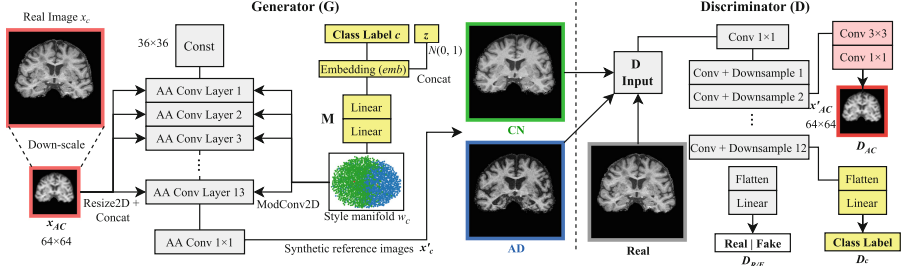 Generator (G)
Discriminator (D)
Real Image x_c
36×36
Const
Class Label c
z
N(0, 1)
Embedding (emb)
Concat
AA Conv Layer 1
AA Conv Layer 2
AA Conv Layer 3
AA Conv Layer 13
AA Conv 1×1
M
Linear
Linear
Down-scale
x_AC
64×64
Resize2D +
Concat
ModConv2D
Style manifold w_c
Synthetic reference images x'_c
CN
AD
Real
D
Input
Conv 1×1
Conv + Downsample 1
Conv + Downsample 2
Conv + Downsample 12
Conv 3×3
Conv 1×1
x'_AC
64×64
D_AC
Flatten
Linear
Real | Fake
D_R/F
Flatten
Linear
Class Label
D_c